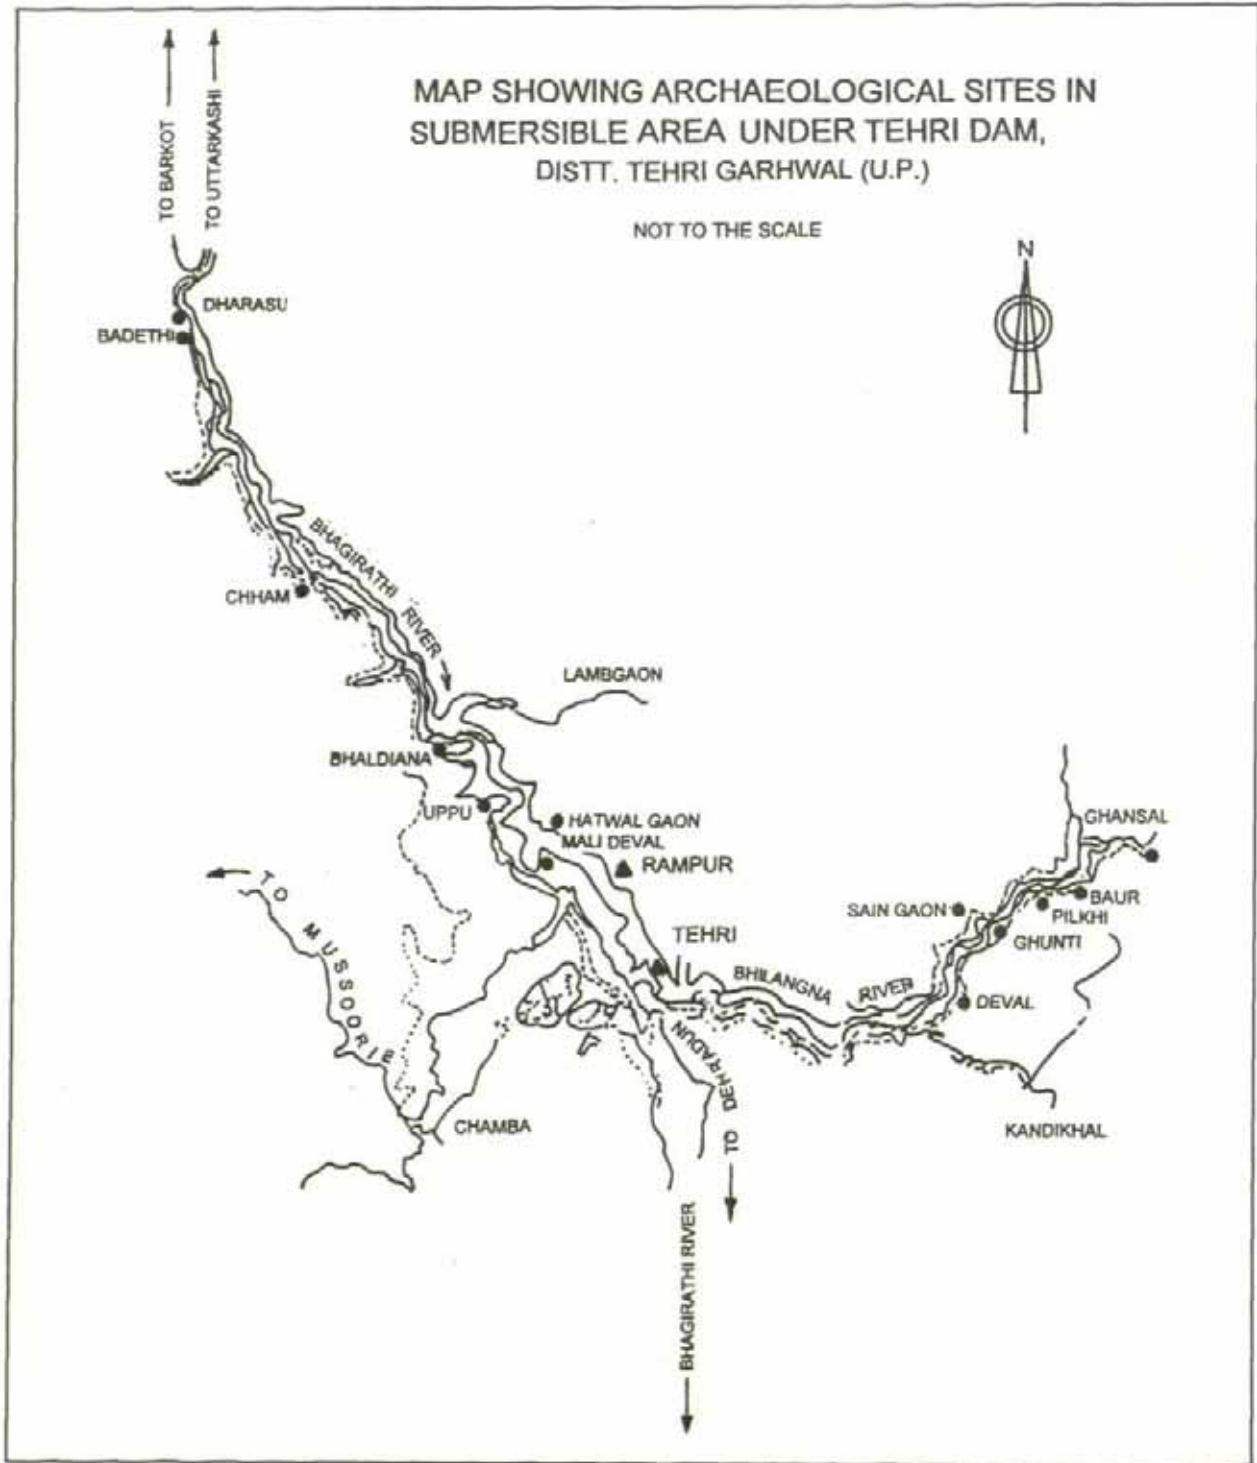 MAP SHOWING ARCHAEOLOGICAL SITES IN
SUBMERSIBLE AREA UNDER TEHRI DAM,
DISTT. TEHRI GARHWAL (U.P.)
NOT TO THE SCALE
N
TO BARKOT
TO UTTARKASHI
DHARASU
BADETHI
BHAGIRATHI RIVER
CHHAM
LAMBGAON
BHALDIANA
UPPU
HATWAL GAON
MALI DEVAL
RAMPUR
GHANSAL
BAUR
SAIN GAON
PILKHI
GHUNTI
TO MUSSOORIE
TEHRI
BHILANGNA RIVER
DEVAL
TO DEHRADUN
CHAMBA
KANDIKHAL
BHAGIRATHI RIVER